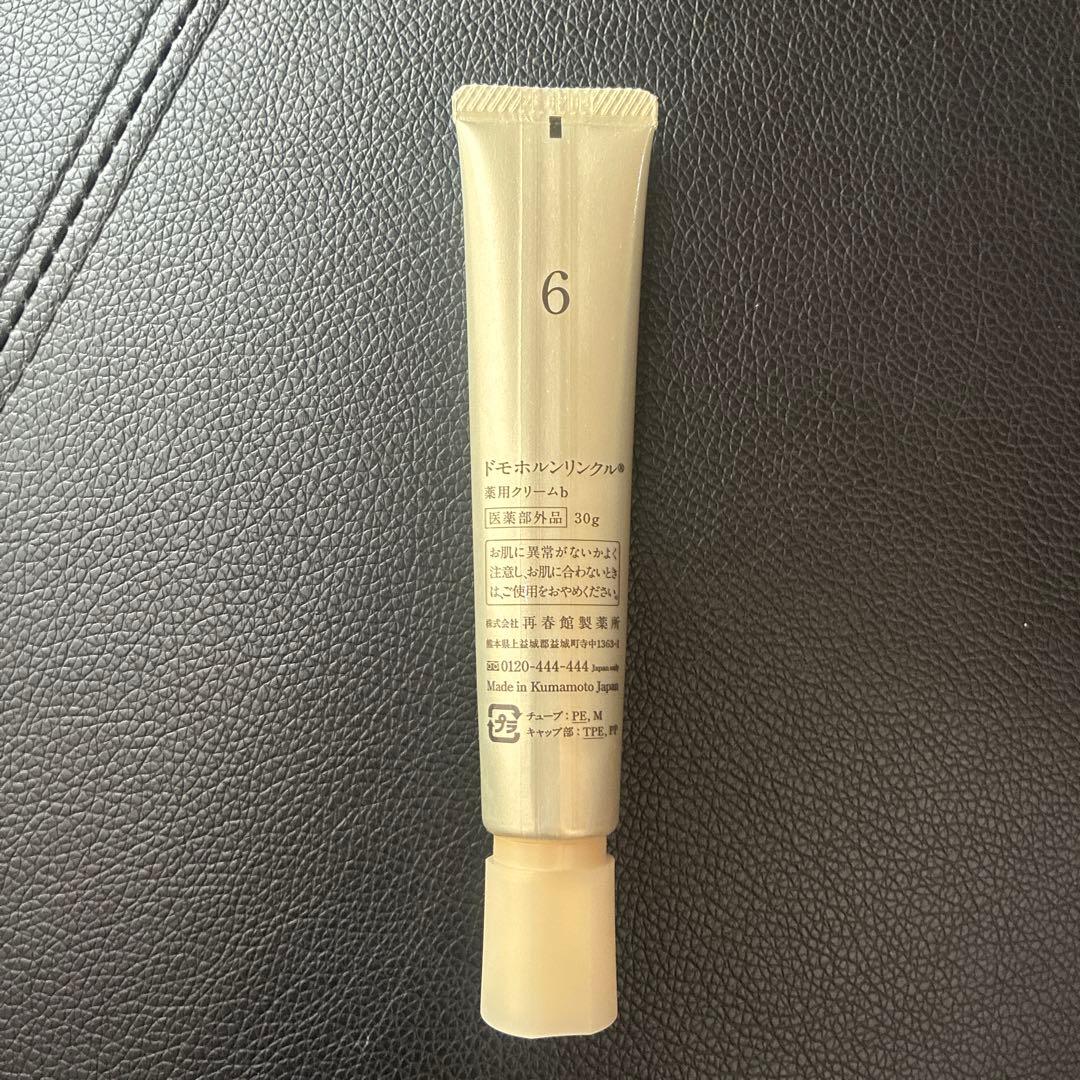 6
ドモホルンリンクル®
薬用クリームb
医薬部外品 30g
お肌に異常がないかよく
注意し、お肌に合わないとき
は、ご使用をおやめください。
株式会社 再春館製薬所
熊本県上益城郡益城町寺中1363-1
0120-444-444 Japan only
Made in Kumamoto Japan
プラ チューブ : PE, M
キャップ部 : TPE, PP